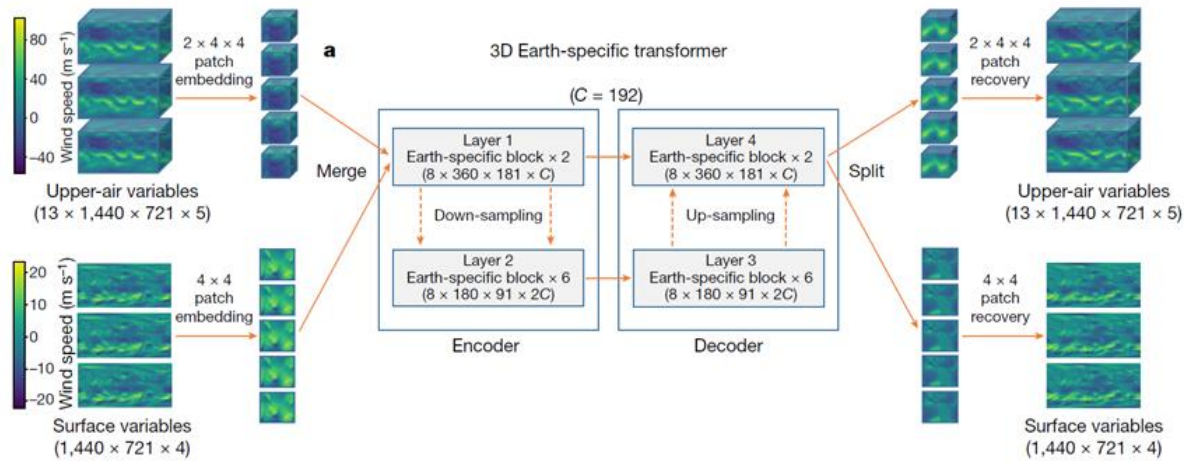 a
3D Earth-specific transformer
(C = 192)
80
40
0
−40
Wind speed (m s⁻¹)
2 × 4 × 4
patch
embedding
Upper-air variables
(13 × 1,440 × 721 × 5)
20
10
0
−10
−20
Wind speed (m s⁻¹)
4 × 4
patch
embedding
Surface variables
(1,440 × 721 × 4)
Merge
Layer 1
Earth-specific block × 2
(8 × 360 × 181 × C)
Down-sampling
Layer 2
Earth-specific block × 6
(8 × 180 × 91 × 2C)
Encoder
Layer 4
Earth-specific block × 2
(8 × 360 × 181 × C)
Up-sampling
Layer 3
Earth-specific block × 6
(8 × 180 × 91 × 2C)
Decoder
Split
2 × 4 × 4
patch
recovery
Upper-air variables
(13 × 1,440 × 721 × 5)
4 × 4
patch
recovery
Surface variables
(1,440 × 721 × 4)